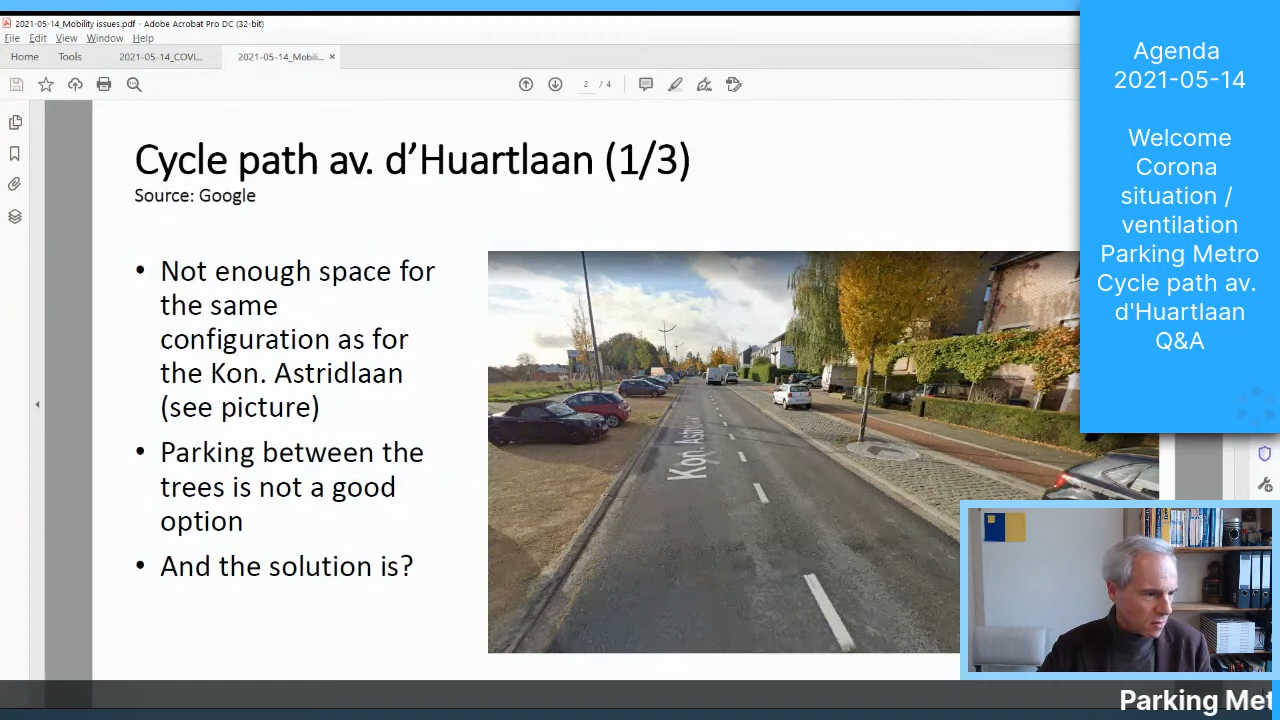 2021-05-14_Mobility issues.pdf - Adobe Acrobat Pro DC (32-bit)
File Edit View Window Help
Home Tools 2021-05-14_COVI... 2021-05-14_Mobili... ×
2 / 4
Cycle path av. d’Huartlaan (1/3)
Source: Google
• Not enough space for
the same
configuration as for
the Kon. Astridlaan
(see picture)
• Parking between the
trees is not a good
option
• And the solution is?
Kon. Astridlaan
Agenda
2021-05-14
Welcome
Corona
situation /
ventilation
Parking Metro
Cycle path av.
d'Huartlaan
Q&A
Parking Met